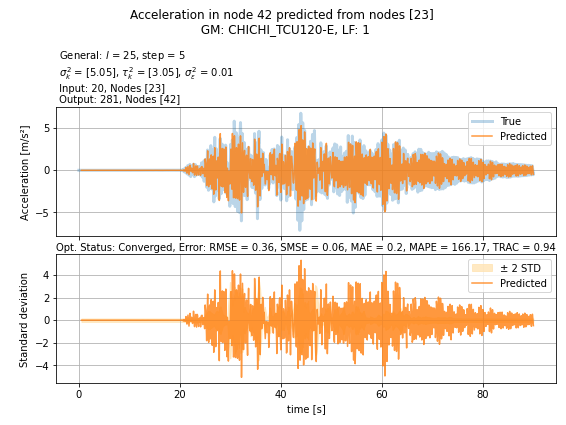 Acceleration in node 42 predicted from nodes [23]
GM: CHICHI_TCU120-E, LF: 1
General: l = 25, step = 5
σ²ₖ = [5.05], τ²ₖ = [3.05], σ²ε = 0.01
Input: 20, Nodes [23]
Output: 281, Nodes [42]
True
Predicted
5
0
−5
Acceleration [m/s²]
Opt. Status: Converged, Error: RMSE = 0.36, SMSE = 0.06, MAE = 0.2, MAPE = 166.17, TRAC = 0.94
± 2 STD
Predicted
4
2
0
−2
−4
Standard deviation
0 20 40 60 80
time [s]